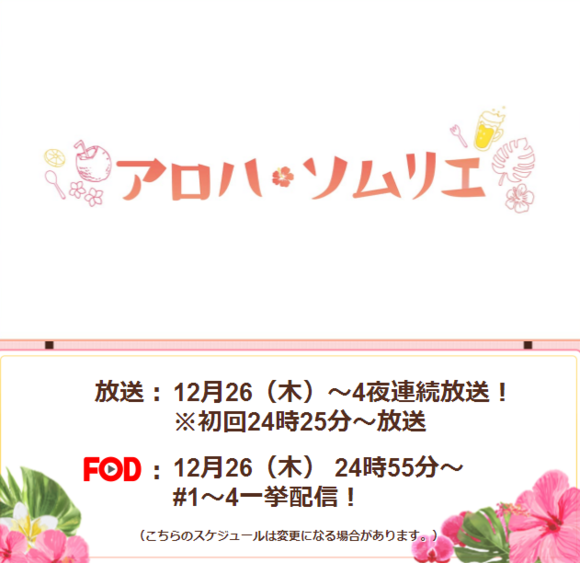 アロハ・ソムリエ
放送：12月26（木）～4夜連続放送！
※初回24時25分～放送
FOD：12月26（木） 24時55分～
#1～4一挙配信！
（こちらのスケジュールは変更になる場合があります。）